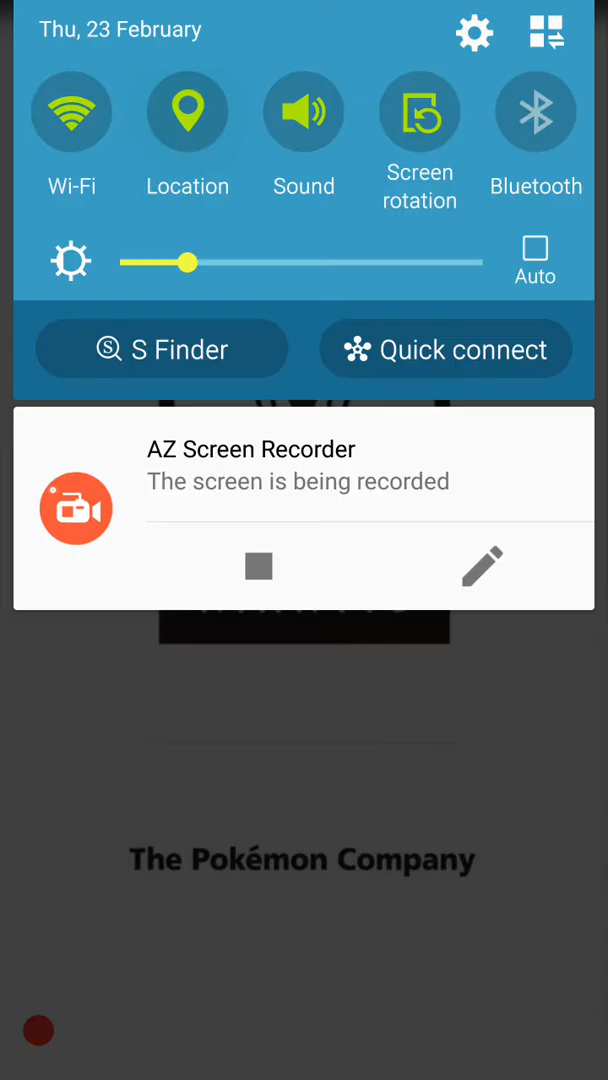 Thu, 23 February
Wi-Fi
Location
Sound
Screen
rotation
Bluetooth
Auto
S Finder
Quick connect
AZ Screen Recorder
The screen is being recorded
The Pokémon Company